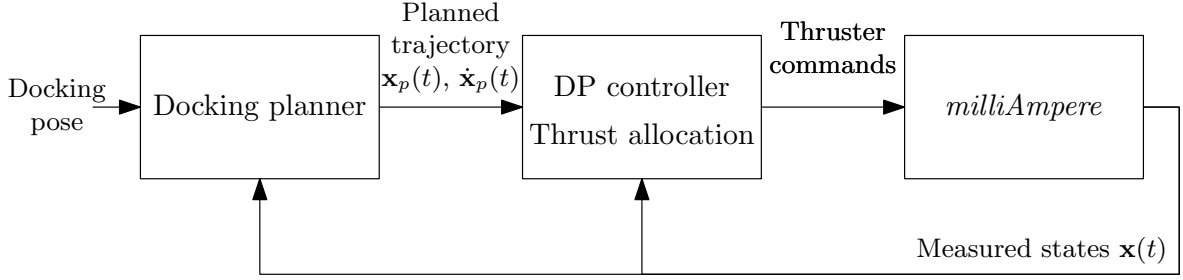 Docking
pose
Docking planner
Planned
trajectory
𝐱ₚ(t), 𝐱̇ₚ(t)
DP controller
Thrust allocation
Thruster
commands
milliAmpere
Measured states 𝐱(t)